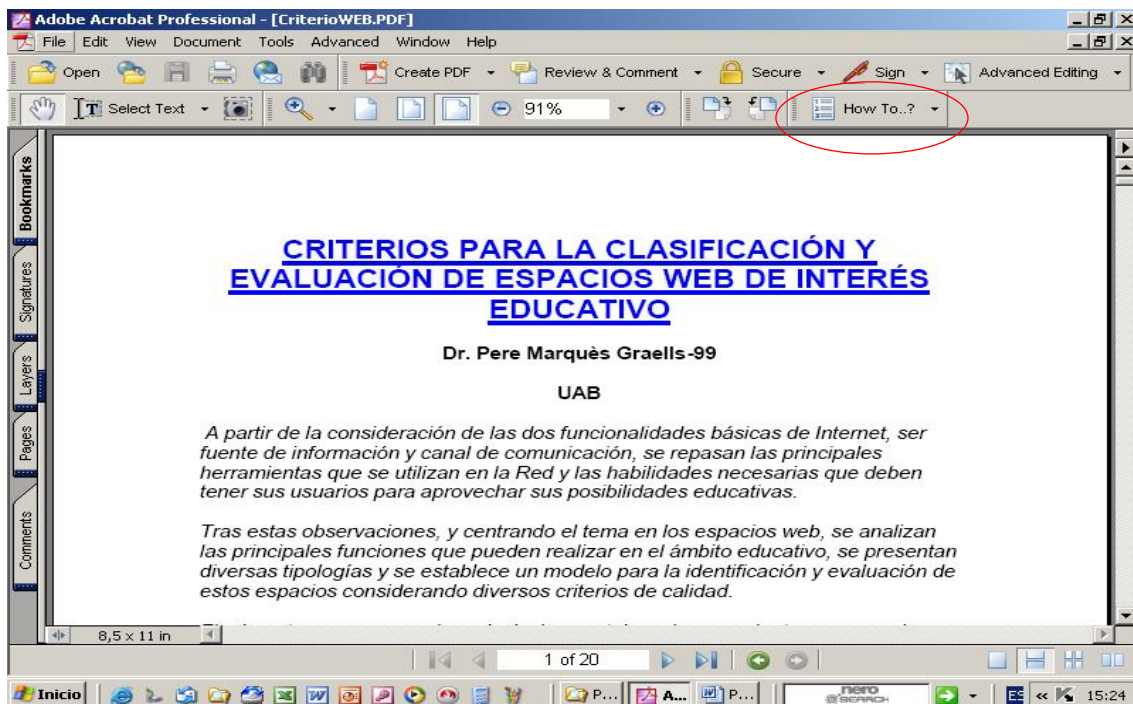 Adobe Acrobat Professional - [CriterioWEB.PDF]
File Edit View Document Tools Advanced Window Help
Open Create PDF Review & Comment Secure Sign Advanced Editing
Select Text 91% How To..?
Bookmarks
Signatures
Layers
Pages
Comments
CRITERIOS PARA LA CLASIFICACIÓN Y
EVALUACIÓN DE ESPACIOS WEB DE INTERÉS
EDUCATIVO
Dr. Pere Marquès Graells-99
UAB
A partir de la consideración de las dos funcionalidades básicas de Internet, ser
fuente de información y canal de comunicación, se repasan las principales
herramientas que se utilizan en la Red y las habilidades necesarias que deben
tener sus usuarios para aprovechar sus posibilidades educativas.
Tras estas observaciones, y centrando el tema en los espacios web, se analizan
las principales funciones que pueden realizar en el ámbito educativo, se presentan
diversas tipologías y se establece un modelo para la identificación y evaluación de
estos espacios considerando diversos criterios de calidad.
8,5 x 11 in
1 of 20
Inicio P... A... P... nero SEARCH ES « 15:24